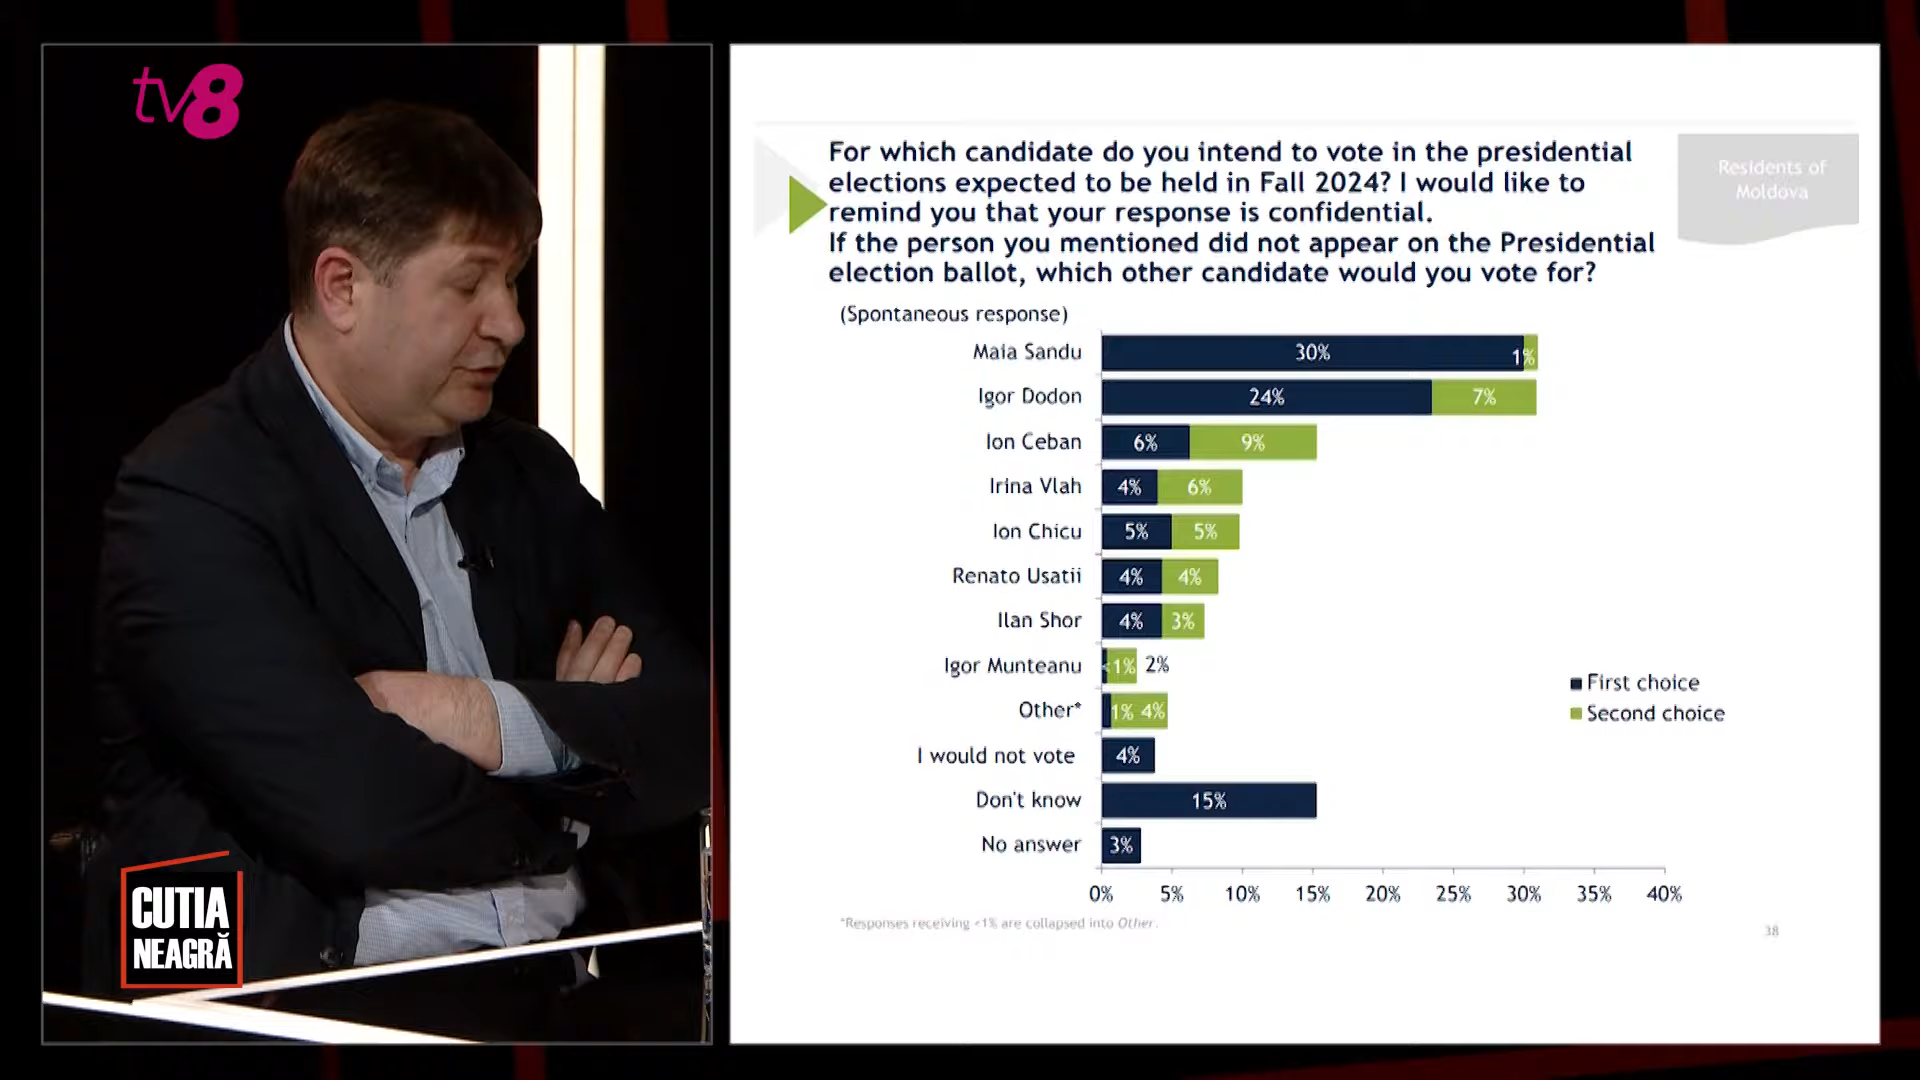 tv8
For which candidate do you intend to vote in the presidential
elections expected to be held in Fall 2024? I would like to
remind you that your response is confidential.
If the person you mentioned did not appear on the Presidential
election ballot, which other candidate would you vote for?
Residents of
Moldova
(Spontaneous response)
Maia Sandu 30% 1%
Igor Dodon 24% 7%
Ion Ceban 6% 9%
Irina Vlah 4% 6%
Ion Chicu 5% 5%
Renato Usatii 4% 4%
Ilan Shor 4% 3%
Igor Munteanu <1% 2%
Other* 1% 4%
I would not vote 4%
Don't know 15%
No answer 3%
First choice
Second choice
0% 5% 10% 15% 20% 25% 30% 35% 40%
*Responses receiving <1% are collapsed into Other.
38
CUTIA
NEAGRĂ